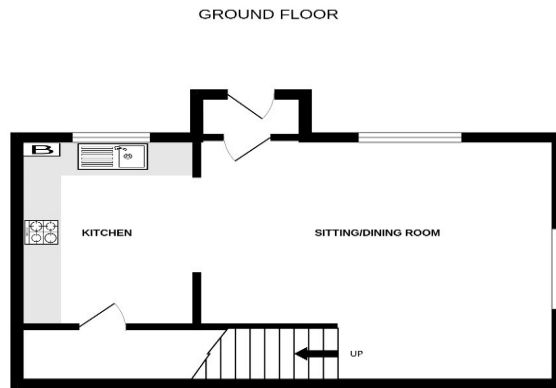 GROUND FLOOR
B
KITCHEN
SITTING/DINING ROOM
UP